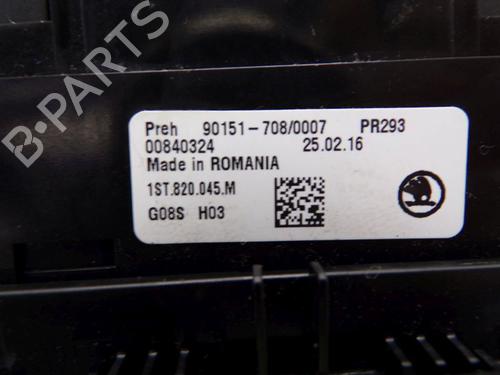 Preh 90151-708/0007 PR293
00840324 25.02.16
Made in ROMANIA
1ST.820.045.M
G08S H03
B-PARTS